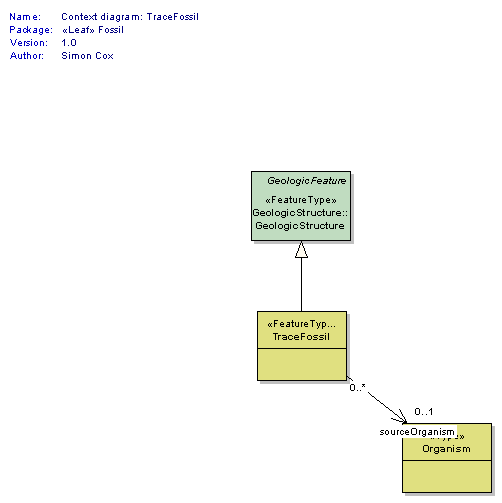 Name: Context diagram: TraceFossil
Package: «Leaf» Fossil
Version: 1.0
Author: Simon Cox
GeologicFeature
«FeatureType»
GeologicStructure::
GeologicStructure
«FeatureTyp...
TraceFossil
0..*
0..1
sourceOrganism
«Type»
Organism